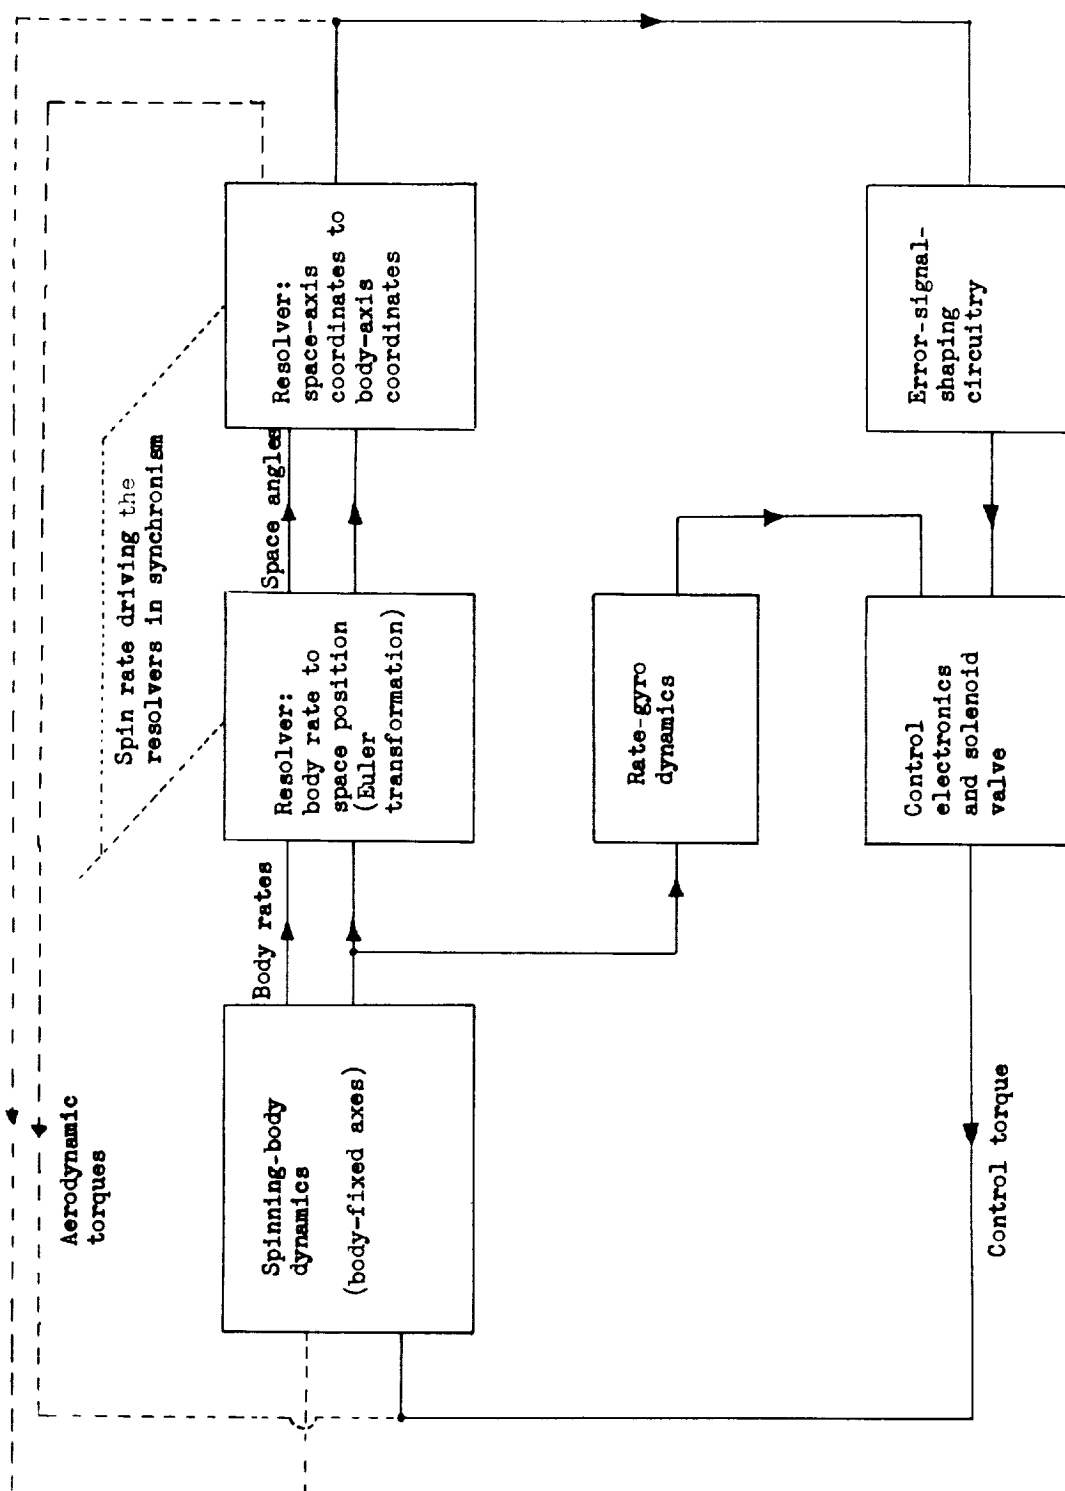 Aerodynamic
torques
Spin rate driving the
resolvers in synchronism
Spinning-body
dynamics
(body-fixed axes)
Body rates
Resolver:
body rate to
space position
(Euler
transformation)
Space angles
Resolver:
space-axis
coordinates to
body-axis
coordinates
Rate-gyro
dynamics
Control torque
Control
electronics
and solenoid
valve
Error-signal-
shaping
circuitry